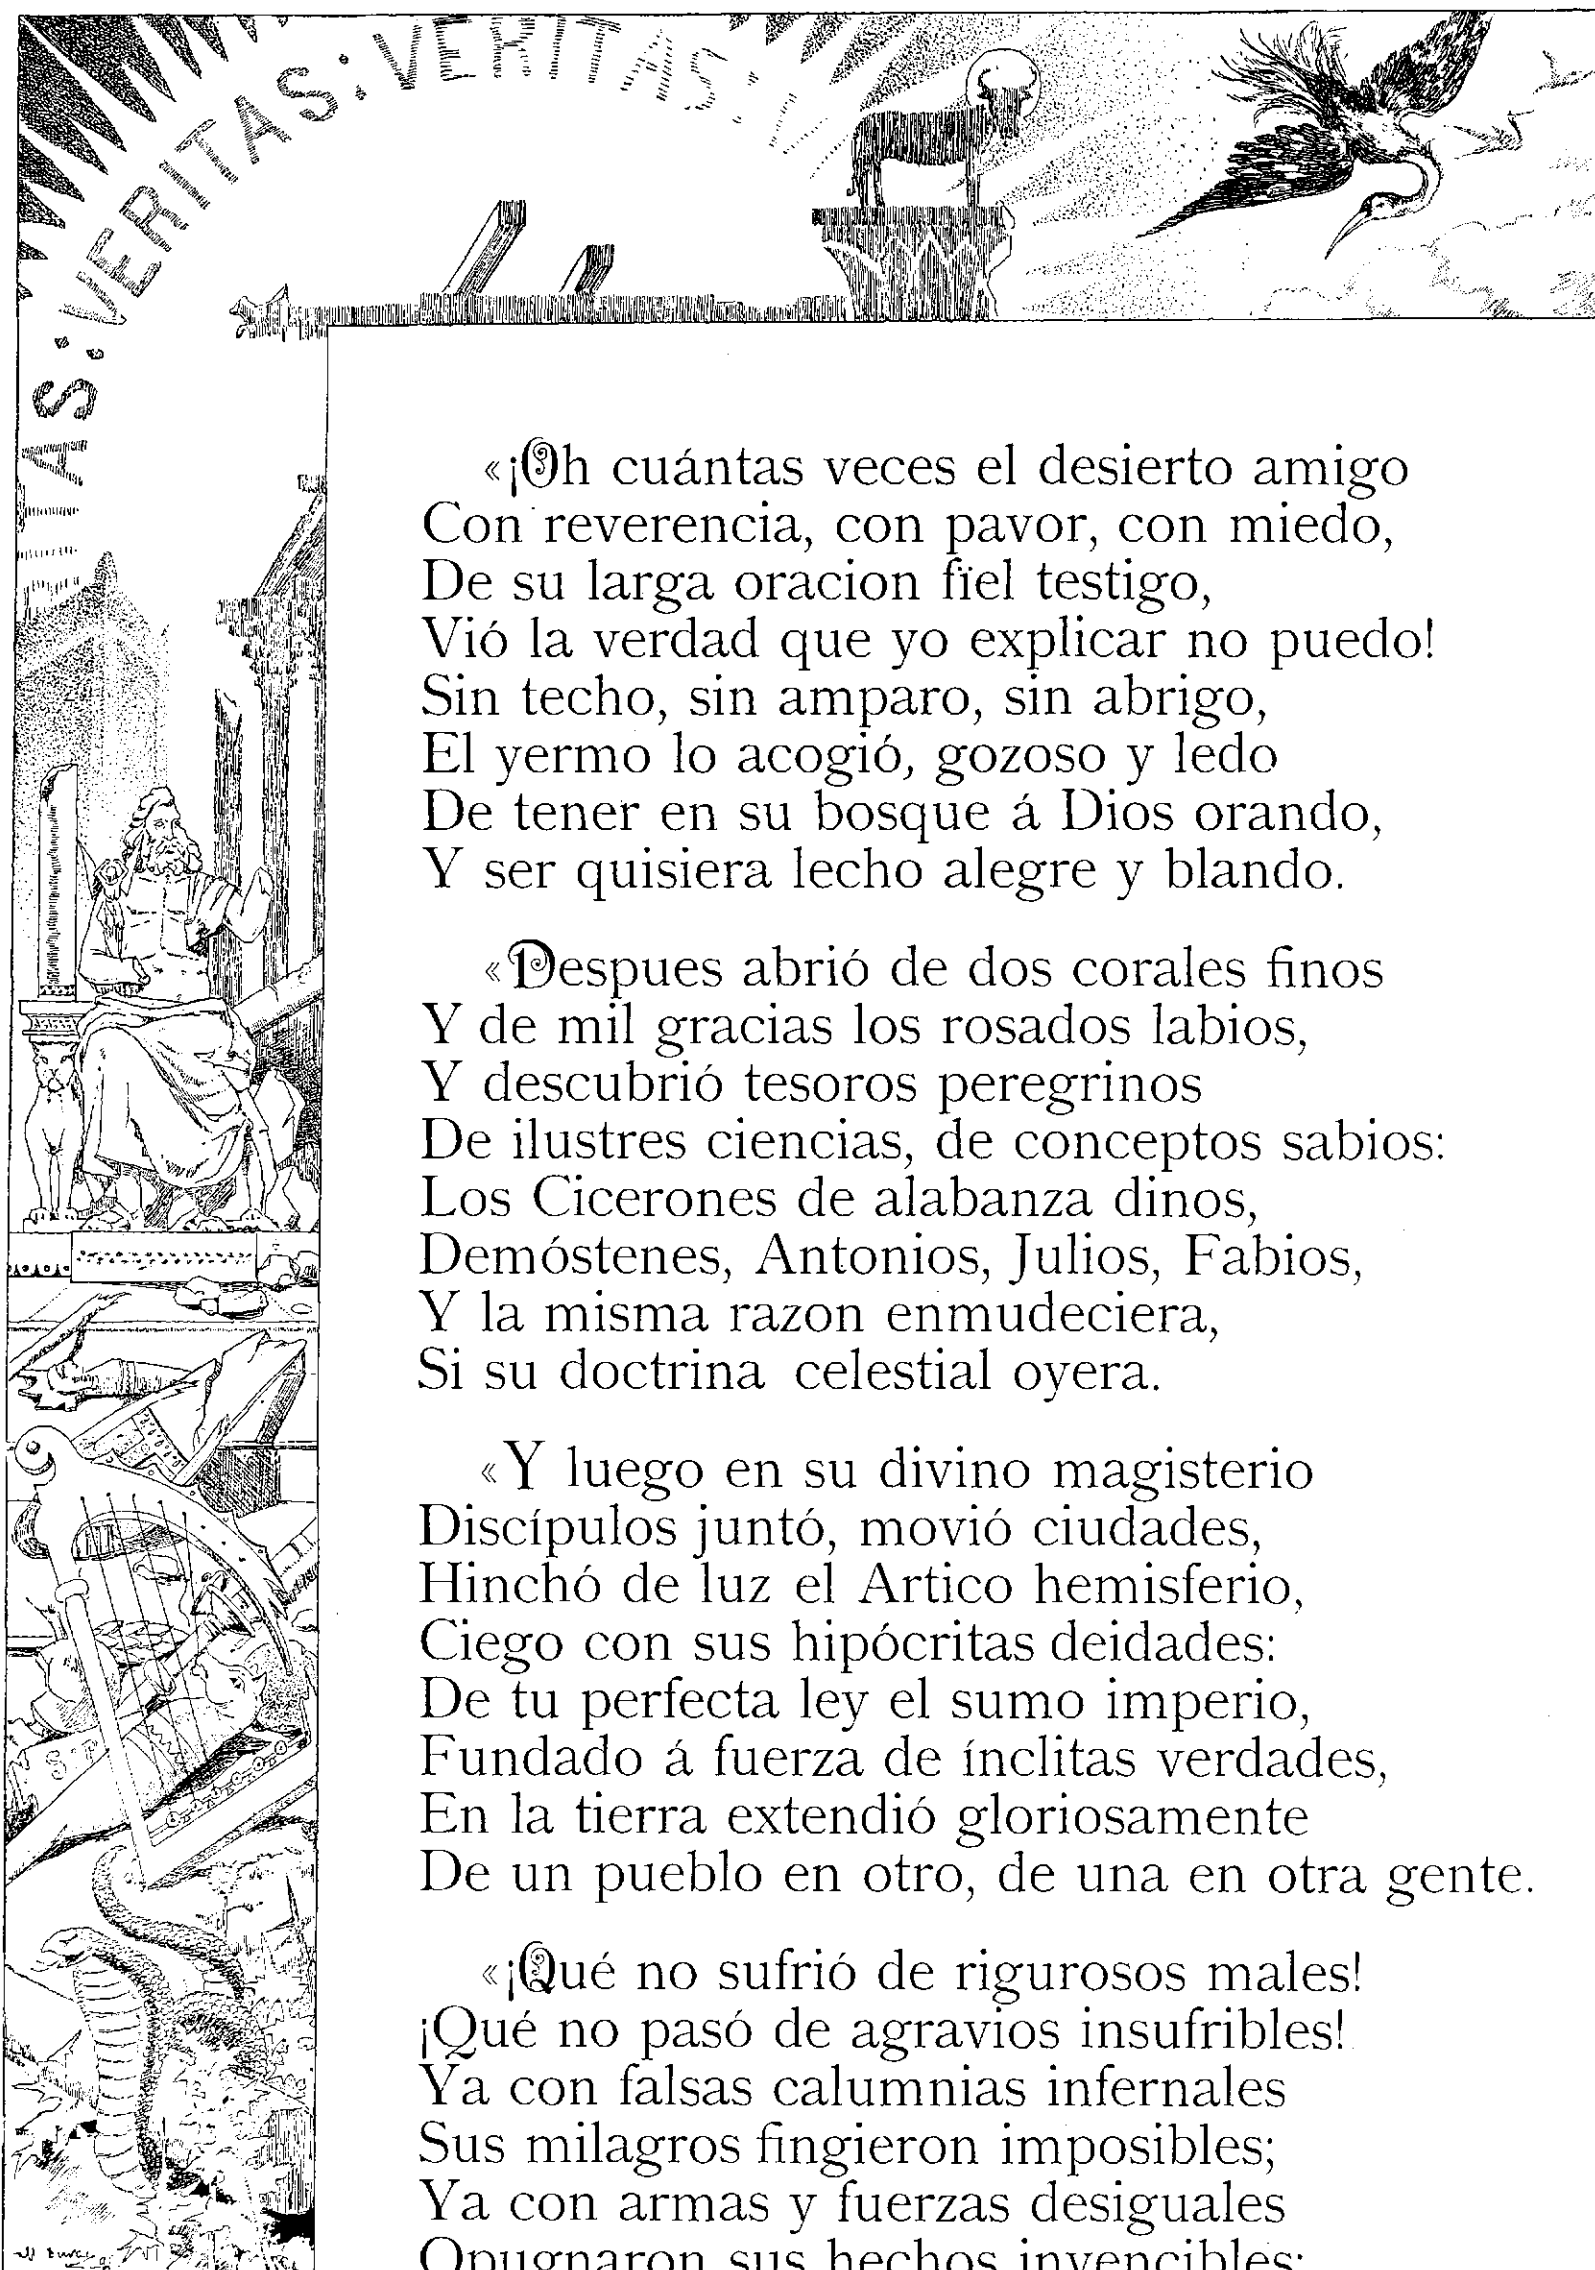 VERITAS : VERITAS : V
TAS :
«¡Oh cuántas veces el desierto amigo
Con reverencia, con pavor, con miedo,
De su larga oracion fïel testigo,
Vió la verdad que yo explicar no puedo!
Sin techo, sin amparo, sin abrigo,
El yermo lo acogió, gozoso y ledo
De tener en su bosque á Dios orando,
Y ser quisiera lecho alegre y blando.
«Despues abrió de dos corales finos
Y de mil gracias los rosados labios,
Y descubrió tesoros peregrinos
De ilustres ciencias, de conceptos sabios:
Los Cicerones de alabanza dinos,
Demóstenes, Antonios, Julios, Fabios,
Y la misma razon enmudeciera,
Si su doctrina celestial oyera.
«Y luego en su divino magisterio
Discípulos juntó, movió ciudades,
Hinchó de luz el Artico hemisferio,
Ciego con sus hipócritas deidades:
De tu perfecta ley el sumo imperio,
Fundado á fuerza de ínclitas verdades,
En la tierra extendió gloriosamente
De un pueblo en otro, de una en otra gente.
«¡Qué no sufrió de rigurosos males!
¡Qué no pasó de agravios insufribles!
Ya con falsas calumnias infernales
Sus milagros fingieron imposibles;
Ya con armas y fuerzas desiguales
Opugnaron sus hechos invencibles;
S. P.